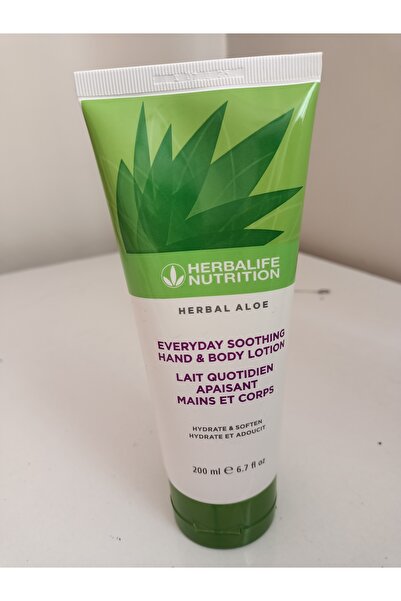 HERBALIFE
NUTRITION
HERBAL ALOE
EVERYDAY SOOTHING
HAND & BODY LOTION
LAIT QUOTIDIEN
APAISANT
MAINS ET CORPS
HYDRATE & SOFTEN
HYDRATE ET ADOUCIT
200 ml ℮ 6.7 fl oz